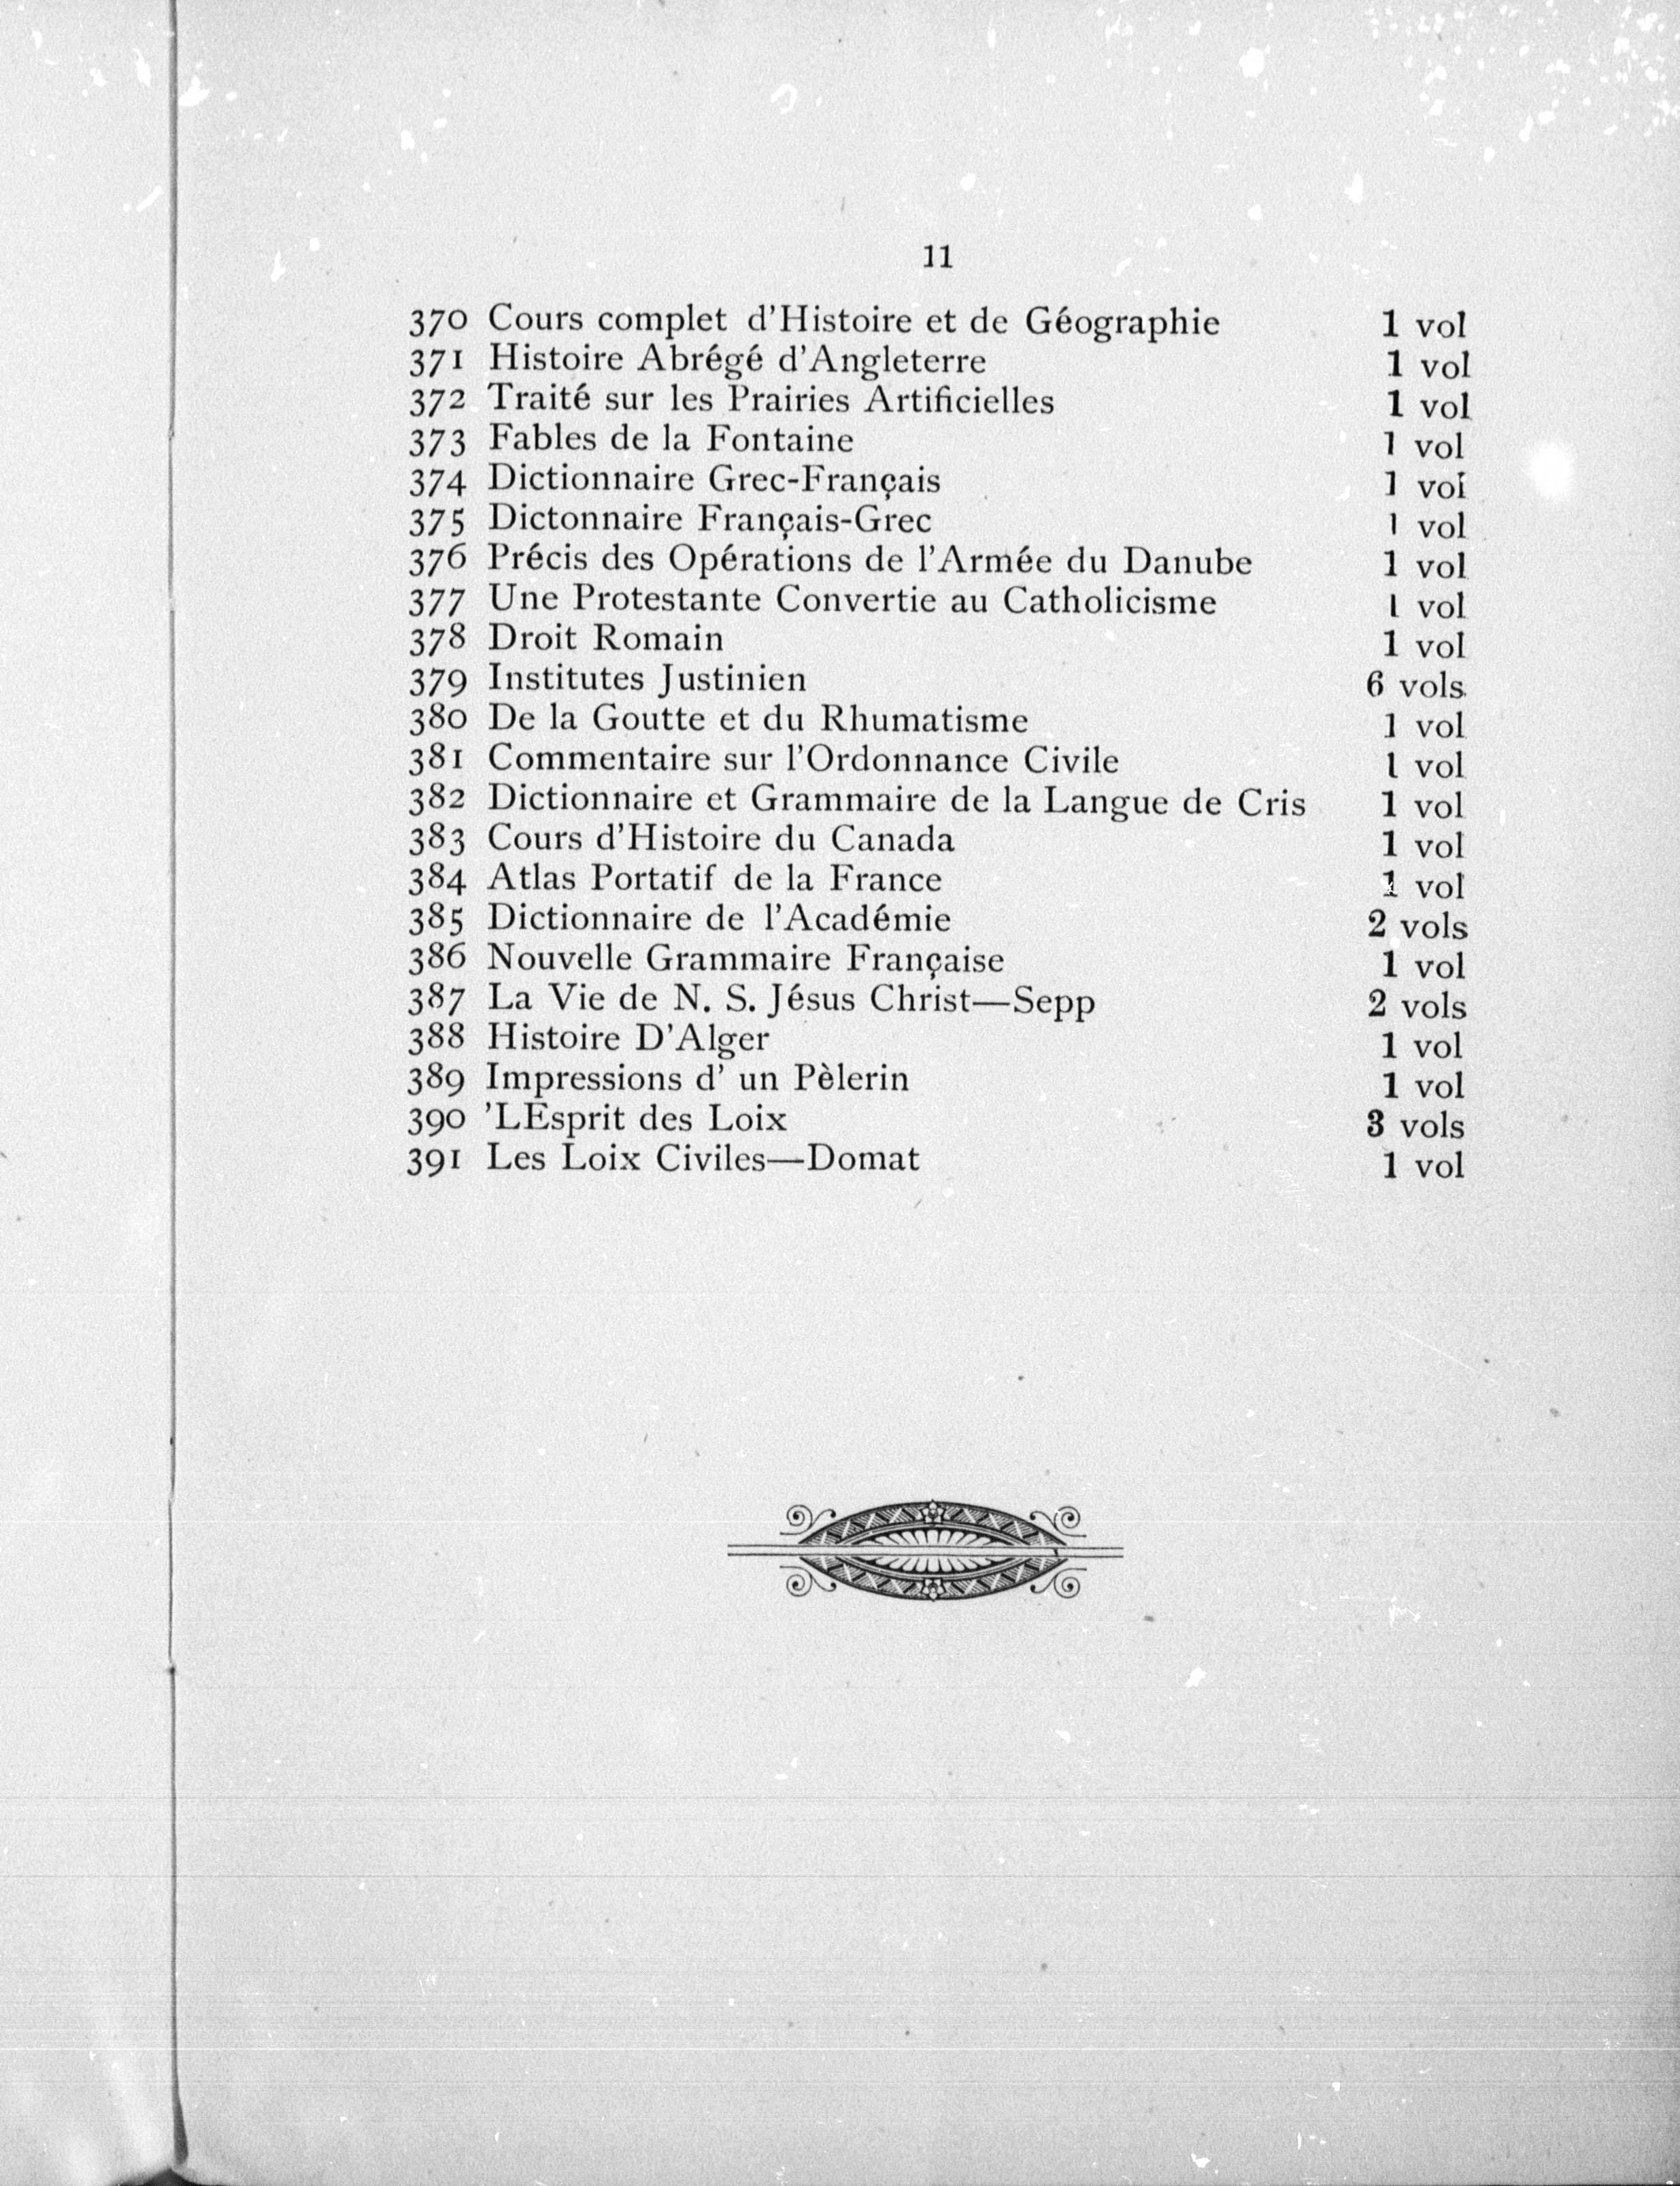 11
370 Cours complet d'Histoire et de Géographie 1 vol
371 Histoire Abrégé d'Angleterre 1 vol
372 Traité sur les Prairies Artificielles 1 vol
373 Fables de la Fontaine 1 vol
374 Dictionnaire Grec-Français 1 vol
375 Dictonnaire Français-Grec 1 vol
376 Précis des Opérations de l'Armée du Danube 1 vol
377 Une Protestante Convertie au Catholicisme 1 vol
378 Droit Romain 1 vol
379 Institutes Justinien 6 vols.
380 De la Goutte et du Rhumatisme 1 vol
381 Commentaire sur l'Ordonnance Civile 1 vol
382 Dictionnaire et Grammaire de la Langue de Cris 1 vol
383 Cours d'Histoire du Canada 1 vol
384 Atlas Portatif de la France 1 vol
385 Dictionnaire de l'Académie 2 vols
386 Nouvelle Grammaire Française 1 vol
387 La Vie de N. S. Jésus Christ—Sepp 2 vols
388 Histoire D'Alger 1 vol
389 Impressions d' un Pèlerin 1 vol
390 'LEsprit des Loix 3 vols
391 Les Loix Civiles—Domat 1 vol